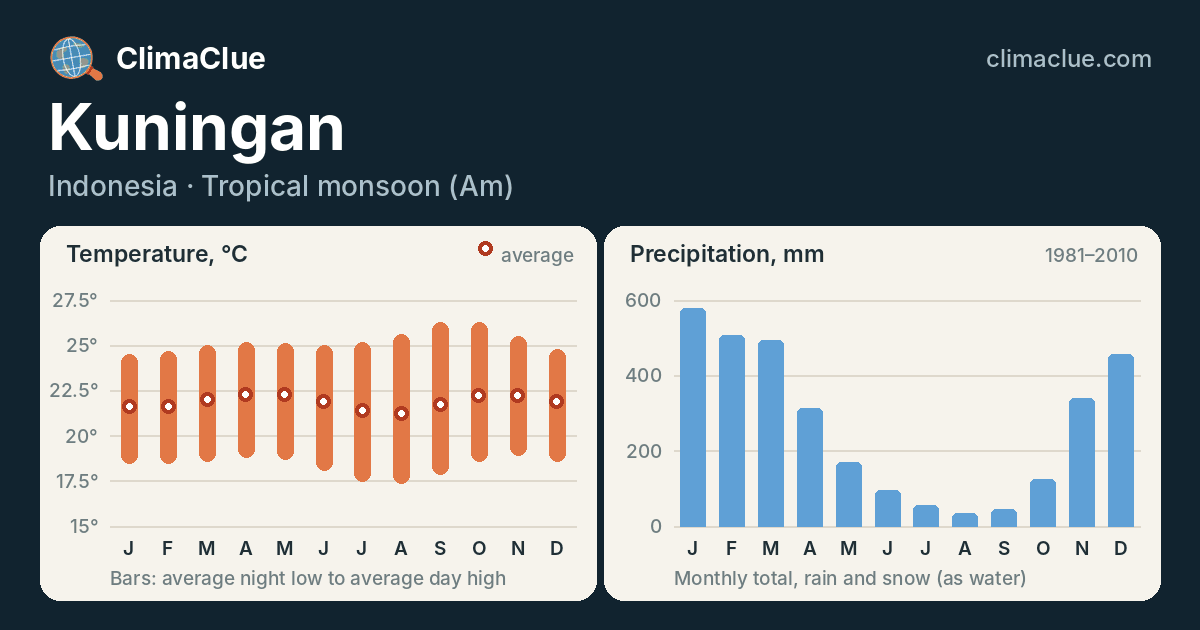 ClimaClue
climaclue.com
Kuningan
Indonesia · Tropical monsoon (Am)
Temperature, °C
average
27.5°
25°
22.5°
20°
17.5°
15°
J F M A M J J A S O N D
Bars: average night low to average day high
Precipitation, mm
1981–2010
600
400
200
0
J F M A M J J A S O N D
Monthly total, rain and snow (as water)